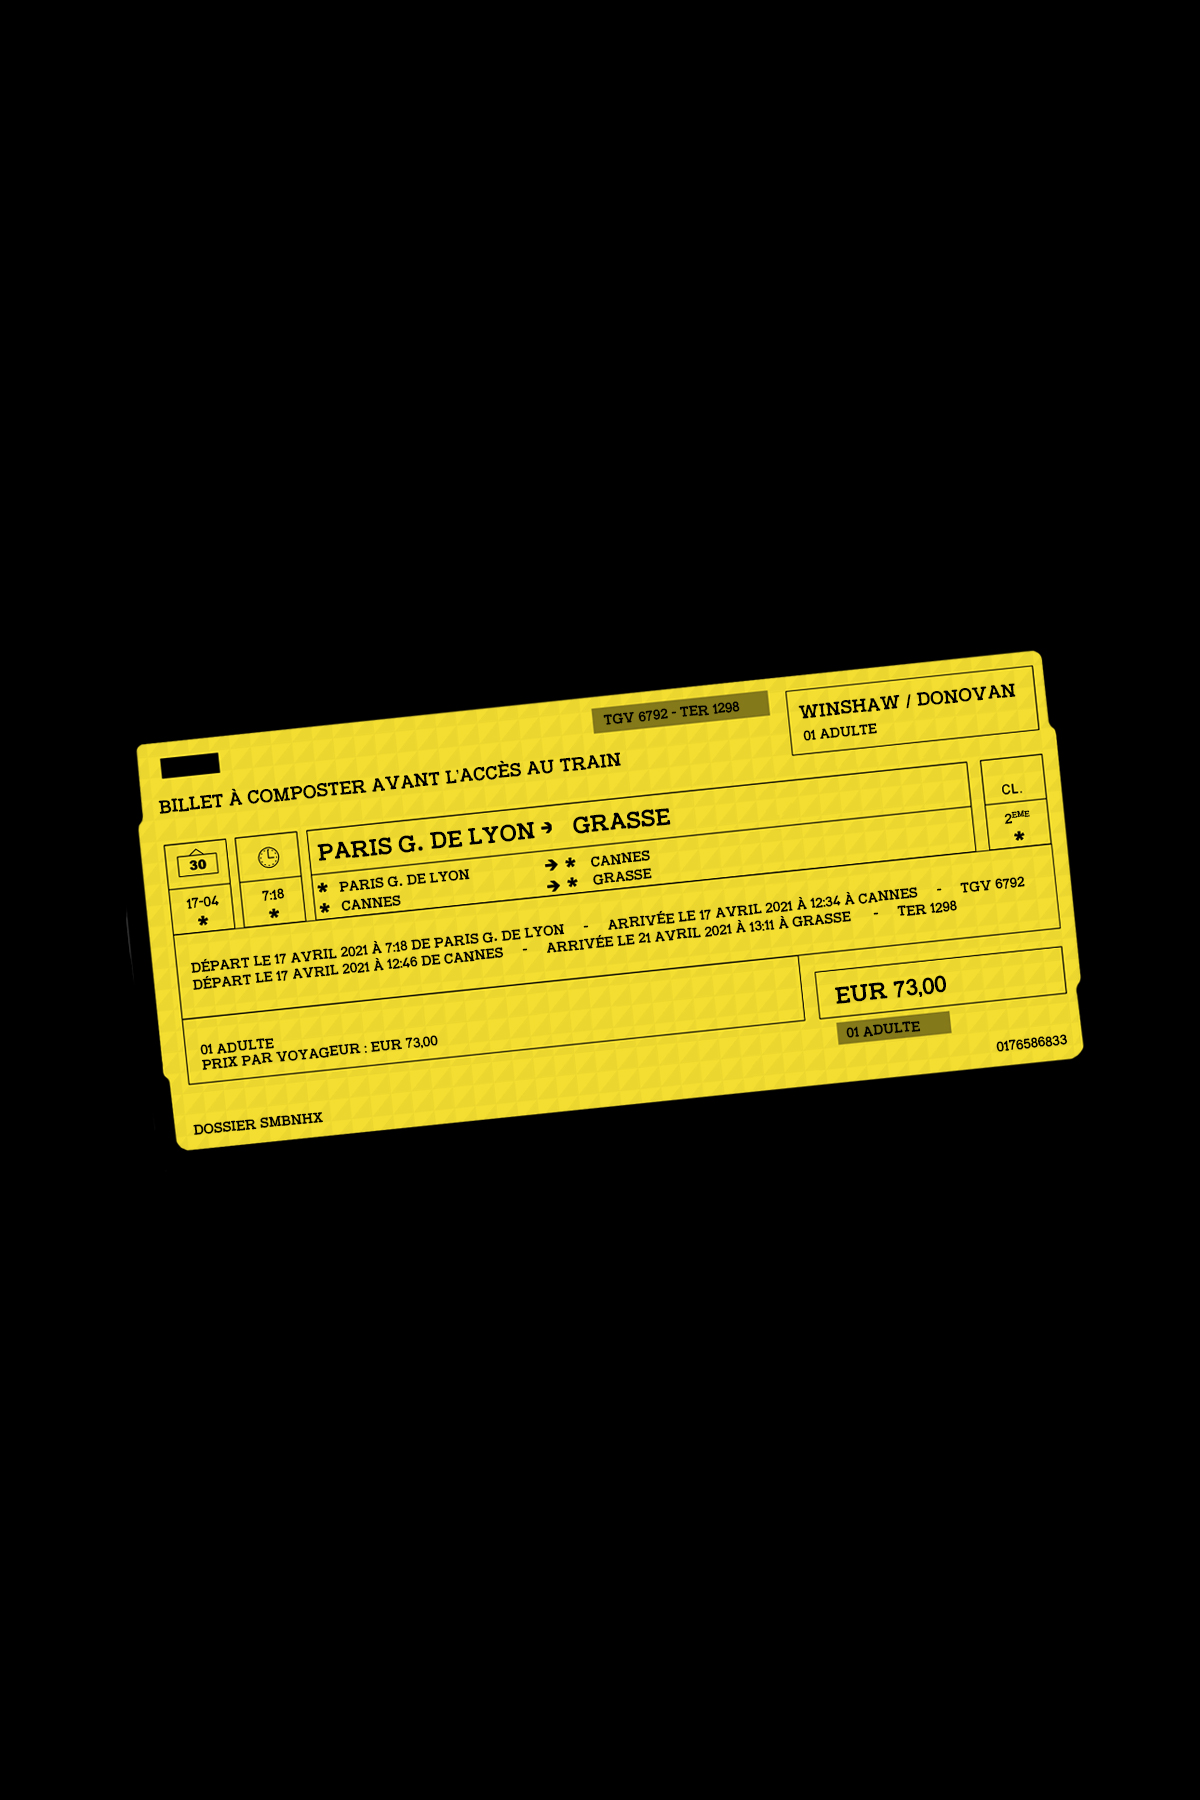 TGV 6792 - TER 1298
WINSHAW / DONOVAN
01 ADULTE
BILLET À COMPOSTER AVANT L'ACCÈS AU TRAIN
30
17-04
*
7:18
*
PARIS G. DE LYON → GRASSE
* PARIS G. DE LYON → * CANNES
* CANNES → * GRASSE
CL.
2EME
*
DÉPART LE 17 AVRIL 2021 À 7:18 DE PARIS G. DE LYON - ARRIVÉE LE 17 AVRIL 2021 À 12:34 À CANNES - TGV 6792
DÉPART LE 17 AVRIL 2021 À 12:46 DE CANNES - ARRIVÉE LE 21 AVRIL 2021 À 13:11 À GRASSE - TER 1298
01 ADULTE
PRIX PAR VOYAGEUR : EUR 73,00
EUR 73,00
01 ADULTE
0176586833
DOSSIER SMBNHX